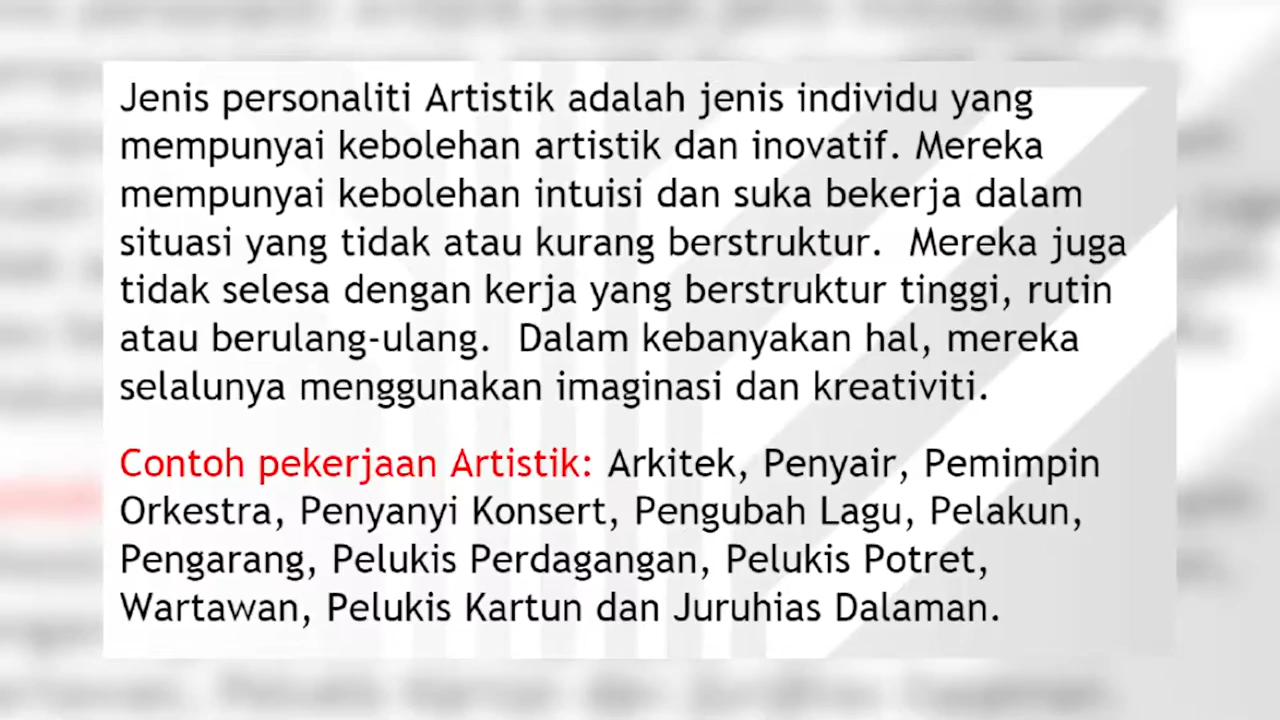 Jenis personaliti Artistik adalah jenis individu yang
mempunyai kebolehan artistik dan inovatif. Mereka
mempunyai kebolehan intuisi dan suka bekerja dalam
situasi yang tidak atau kurang berstruktur.  Mereka juga
tidak selesa dengan kerja yang berstruktur tinggi, rutin
atau berulang-ulang.  Dalam kebanyakan hal, mereka
selalunya menggunakan imaginasi dan kreativiti.
Contoh pekerjaan Artistik: Arkitek, Penyair, Pemimpin
Orkestra, Penyanyi Konsert, Pengubah Lagu, Pelakun,
Pengarang, Pelukis Perdagangan, Pelukis Potret,
Wartawan, Pelukis Kartun dan Juruhias Dalaman.